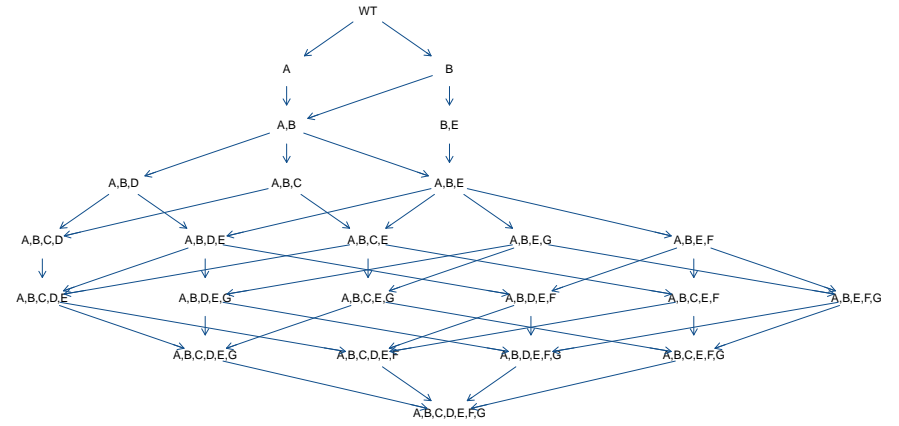 WT
A B
A,B B,E
A,B,D A,B,C A,B,E
A,B,C,D A,B,D,E A,B,C,E A,B,E,G A,B,E,F
A,B,C,D,E A,B,D,E,G A,B,C,E,G A,B,D,E,F A,B,C,E,F A,B,E,F,G
A,B,C,D,E,G A,B,C,D,E,F A,B,D,E,F,G A,B,C,E,F,G
A,B,C,D,E,F,G